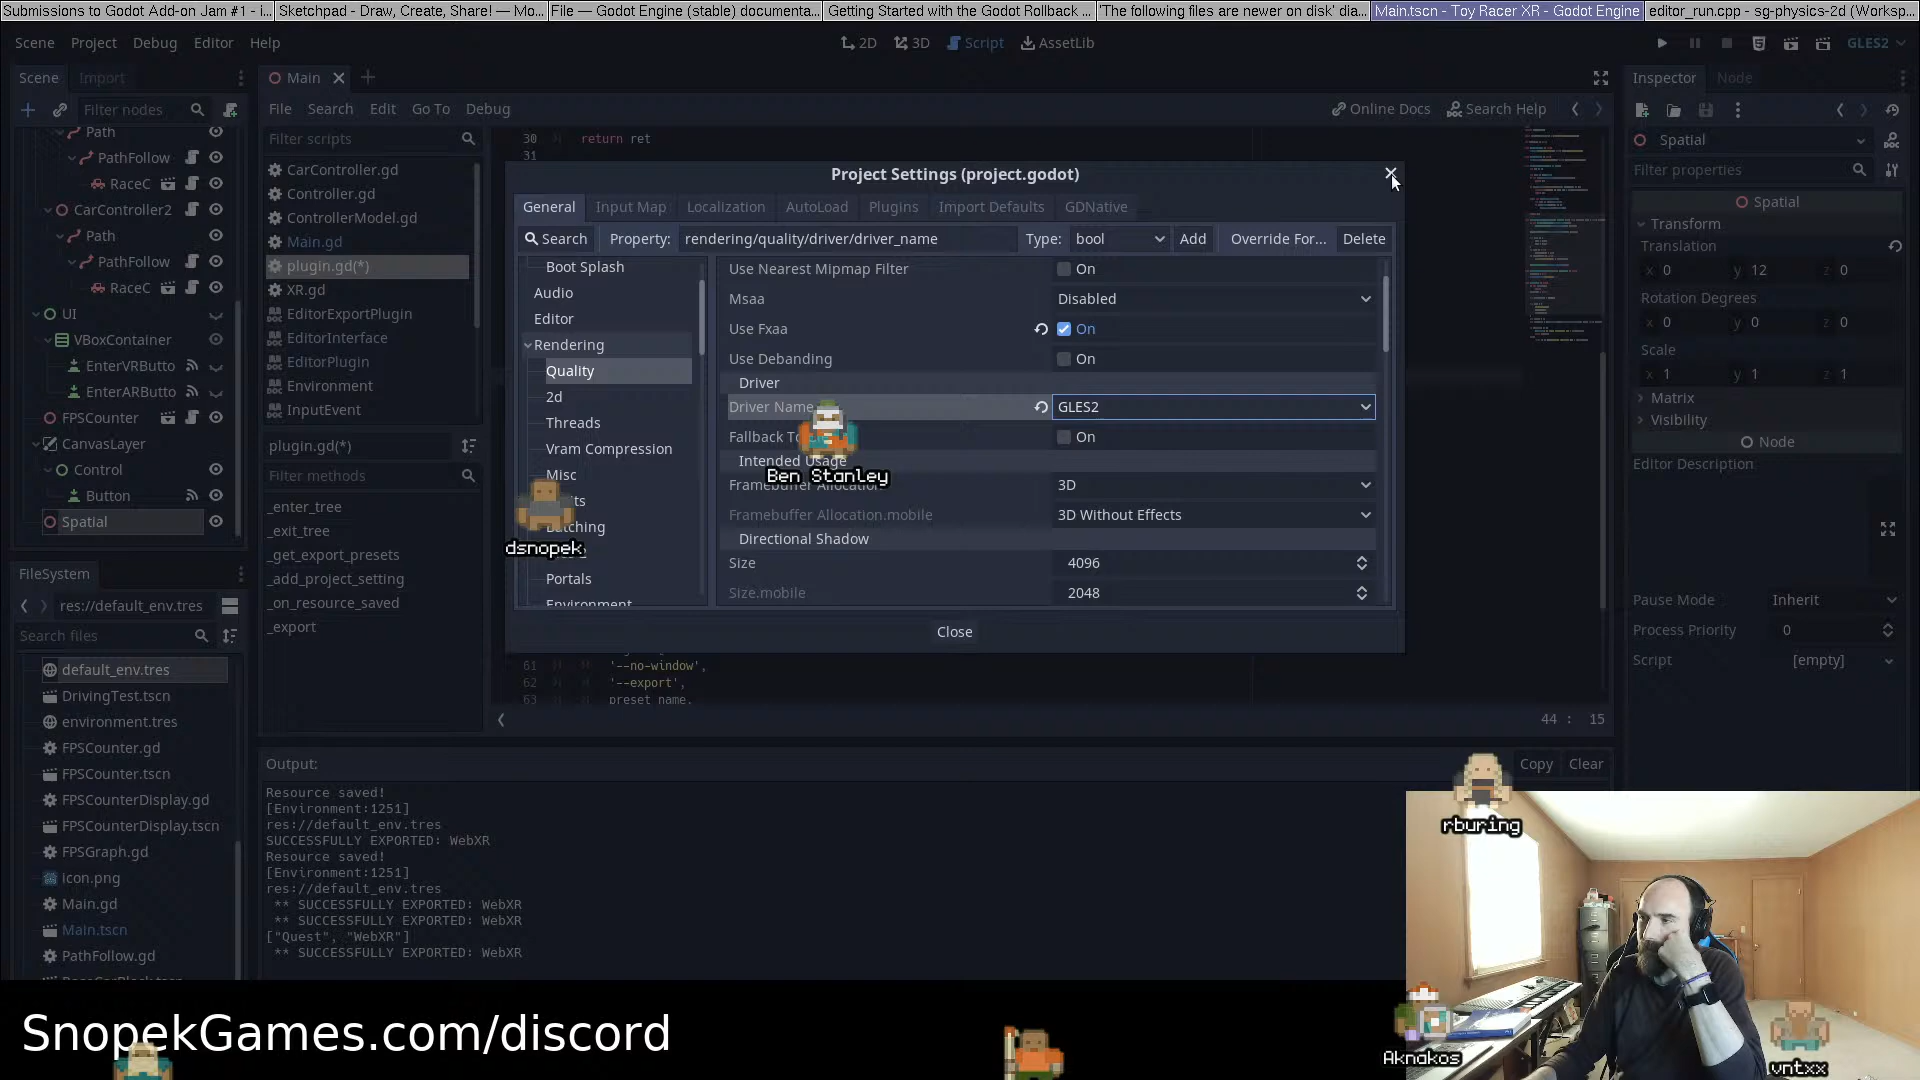 Submissions to Godot Add-on Jam #1 - i...
Sketchpad - Draw, Create, Share! — Mo...
File — Godot Engine (stable) documenta...
Getting Started with the Godot Rollback ...
'The following files are newer on disk' dia...
Main.tscn - Toy Racer XR - Godot Engine
editor_run.cpp - sg-physics-2d (Worksp...
Scene Project Debug Editor Help
2D 3D Script AssetLib
GLES2
Scene Import
Filter nodes
Path
PathFollow
RaceC
CarController2
Path
PathFollow
RaceC
UI
VBoxContainer
EnterVRButto
EnterARButto
FPSCounter
CanvasLayer
Control
Button
Spatial
FileSystem
res://default_env.tres
Search files
default_env.tres
DrivingTest.tscn
environment.tres
FPSCounter.gd
FPSCounter.tscn
FPSCounterDisplay.gd
FPSCounterDisplay.tscn
FPSGraph.gd
icon.png
Main.gd
Main.tscn
PathFollow.gd
Main
File Search Edit Go To Debug
Online Docs Search Help
Filter scripts
CarController.gd
Controller.gd
ControllerModel.gd
Main.gd
plugin.gd(*)
XR.gd
EditorExportPlugin
EditorInterface
EditorPlugin
Environment
InputEvent
plugin.gd(*)
Filter methods
_enter_tree
_exit_tree
_get_export_presets
_add_project_setting
_on_resource_saved
_export
30 return ret
31
Project Settings (project.godot)
General Input Map Localization AutoLoad Plugins Import Defaults GDNative
Search Property: rendering/quality/driver/driver_name Type: bool Add Override For... Delete
Boot Splash
Audio
Editor
Rendering
Quality
2d
Threads
Vram Compression
Misc
Portals
Environment
Use Nearest Mipmap Filter On
Msaa Disabled
Use Fxaa On
Use Debanding On
Driver
Driver Name GLES2
On
Intended Usage
3D
Framebuffer Allocation.mobile 3D Without Effects
Directional Shadow
Size 4096
Size.mobile 2048
Close
Ben Stanley
dsnopek
61 '--no-window',
62 '--export',
63 preset_name,
44 : 15
Output:
Copy Clear
Resource saved!
[Environment:1251]
res://default_env.tres
SUCCESSFULLY EXPORTED: WebXR
Resource saved!
[Environment:1251]
res://default_env.tres
** SUCCESSFULLY EXPORTED: WebXR
** SUCCESSFULLY EXPORTED: WebXR
["Quest", "WebXR"]
** SUCCESSFULLY EXPORTED: WebXR
Inspector Node
Spatial
Filter properties
Spatial
Transform
Translation
x 0 y 12 z 0
Rotation Degrees
x 0 y 0 z 0
Scale
x 1 y 1 z 1
Matrix
Visibility
Node
Editor Description
Pause Mode Inherit
Process Priority 0
Script [empty]
rburing
Aknakos
vntxx
SnopekGames.com/discord